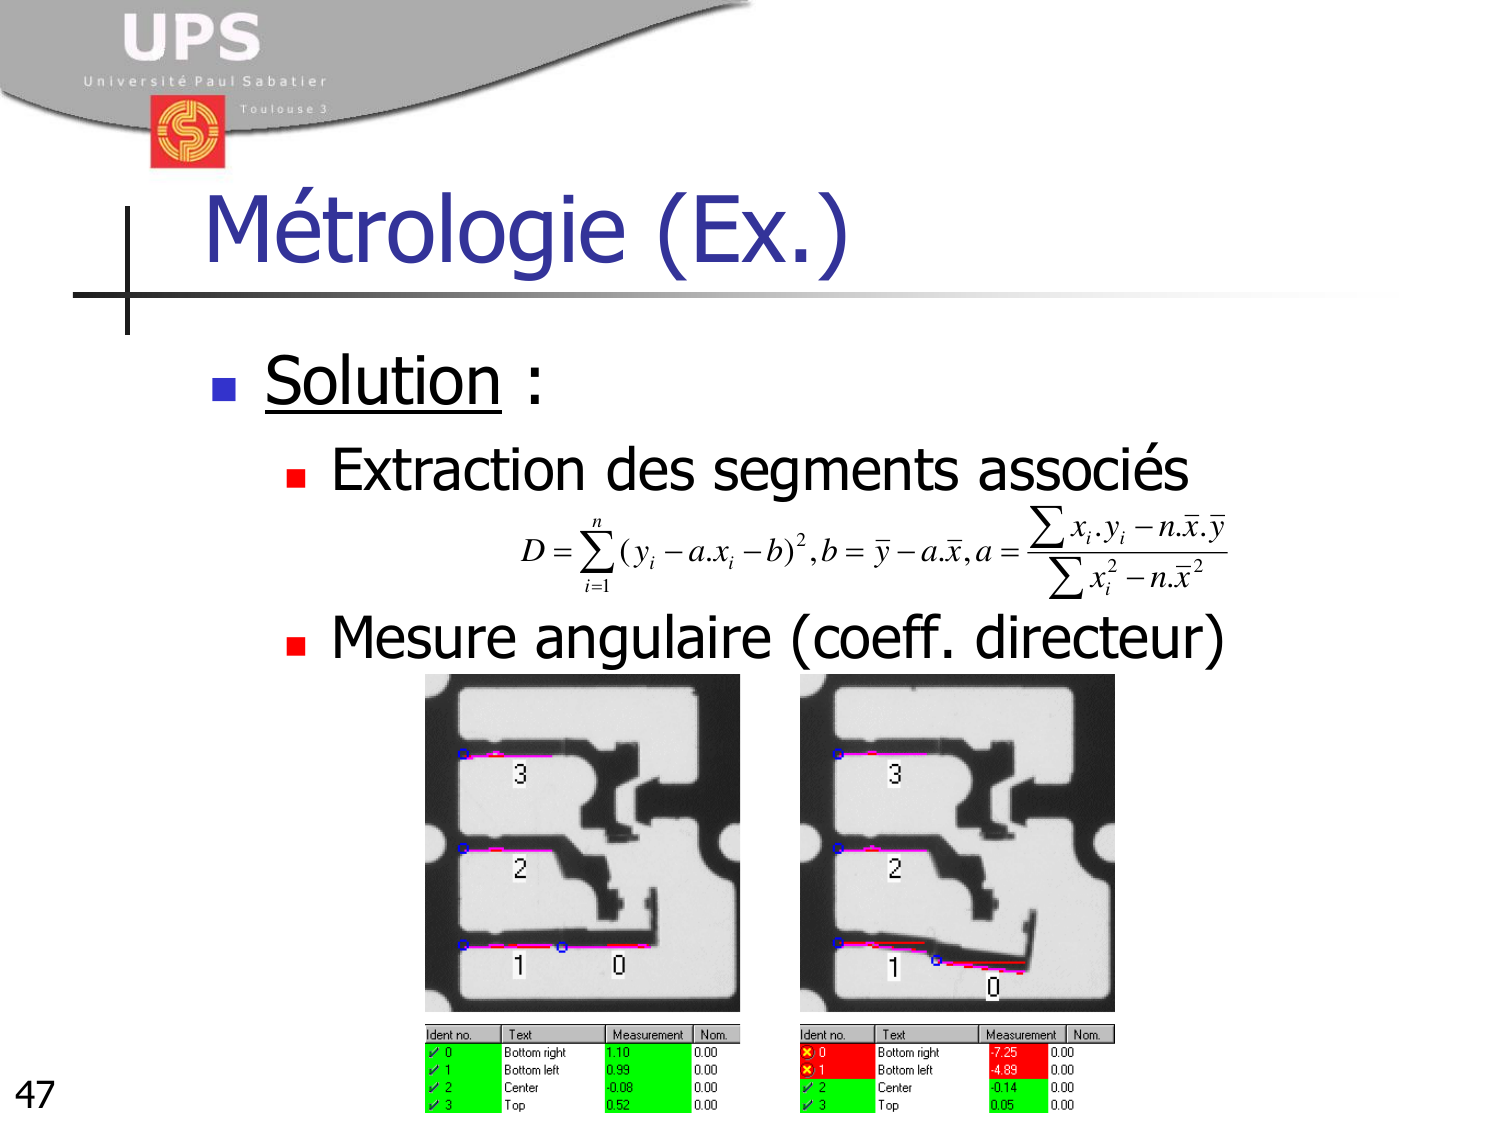 UPS
Université Paul Sabatier
Toulouse 3
Métrologie (Ex.)
Solution :
Extraction des segments associés
D = \sum_{i=1}^{n} (y_i - a.x_i - b)^2, b = \overline{y} - a.\overline{x}, a = \frac{\sum x_i.y_i - n.\overline{x}.\overline{y}}{\sum x_i^2 - n.\overline{x}^2}
Mesure angulaire (coeff. directeur)
3
2
1 0
3
2
1
0
Ident no. Text Measurement Nom.
0 Bottom right 1.10 0.00
1 Bottom left 0.99 0.00
2 Center -0.08 0.00
3 Top 0.52 0.00
Ident no. Text Measurement Nom.
0 Bottom right -7.25 0.00
1 Bottom left -4.89 0.00
2 Center -0.14 0.00
3 Top 0.05 0.00
47